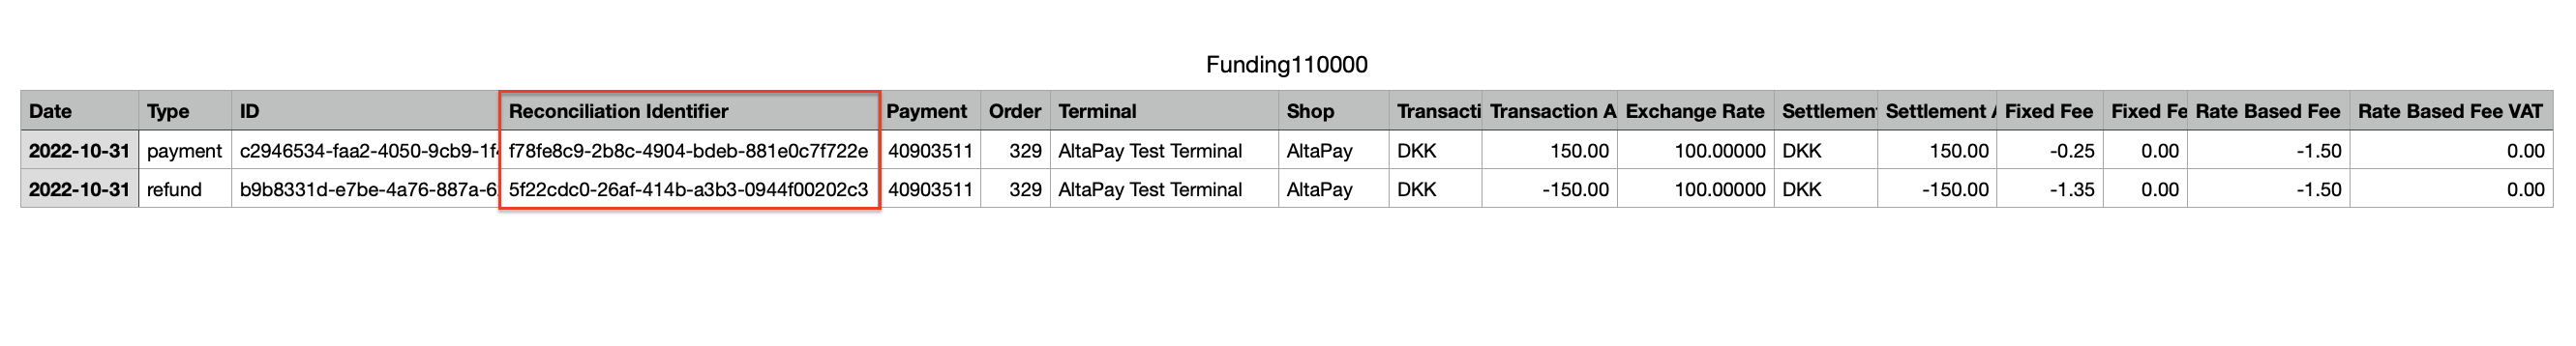 Funding110000
Date Type ID Reconciliation Identifier Payment Order Terminal Shop Transacti Transaction A Exchange Rate Settlement Settlement A Fixed Fee Fixed Fe Rate Based Fee Rate Based Fee VAT
2022-10-31 payment c2946534-faa2-4050-9cb9-1f4 f78fe8c9-2b8c-4904-bdeb-881e0c7f722e 40903511 329 AltaPay Test Terminal AltaPay DKK 150.00 100.00000 DKK 150.00 -0.25 0.00 -1.50 0.00
2022-10-31 refund b9b8331d-e7be-4a76-887a-6 5f22cdc0-26af-414b-a3b3-0944f00202c3 40903511 329 AltaPay Test Terminal AltaPay DKK -150.00 100.00000 DKK -150.00 -1.35 0.00 -1.50 0.00